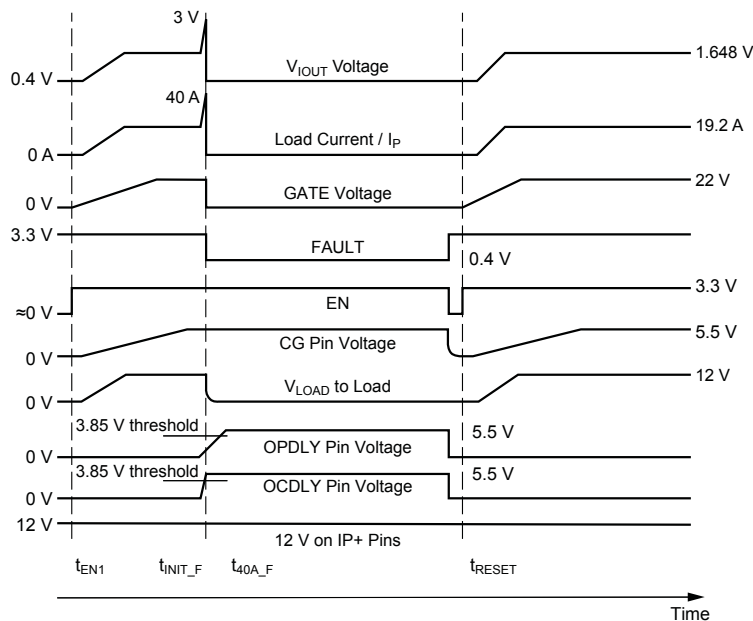 3 V
0.4 V
V_IOUT Voltage
1.648 V
40 A
0 A
Load Current / I_P
19.2 A
0 V
GATE Voltage
22 V
3.3 V
FAULT
0.4 V
≈0 V
EN
3.3 V
0 V
CG Pin Voltage
5.5 V
0 V
V_LOAD to Load
12 V
3.85 V threshold
0 V
OPDLY Pin Voltage
5.5 V
3.85 V threshold
0 V
OCDLY Pin Voltage
5.5 V
12 V
12 V on IP+ Pins
t_EN1 t_INIT_F t_40A_F t_RESET
Time